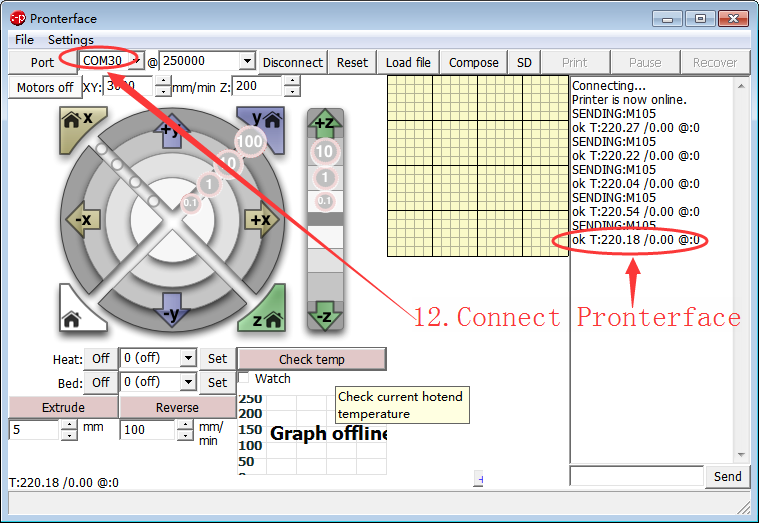 Pronterface
File Settings
Port COM30 @ 250000 Disconnect Reset Load file Compose SD Print Pause Recover
Motors off XY: 3000 mm/min Z: 200
x
y
+y
100
10
1
0.1
-x
+x
-y
z
+z
10
1
0.1
-z
Connecting...
Printer is now online.
SENDING:M105
ok T:220.27 /0.00 @:0
SENDING:M105
ok T:220.22 /0.00 @:0
SENDING:M105
ok T:220.04 /0.00 @:0
SENDING:M105
ok T:220.54 /0.00 @:0
SENDING:M105
ok T:220.18 /0.00 @:0
12.Connect Pronterface
Heat: Off 0 (off) Set Check temp
Bed: Off 0 (off) Set Watch
Check current hotend
temperature
Extrude Reverse
5 mm 100 mm/
min
250
200
150
100
50
0
Graph offline
T:220.18 /0.00 @:0
Send